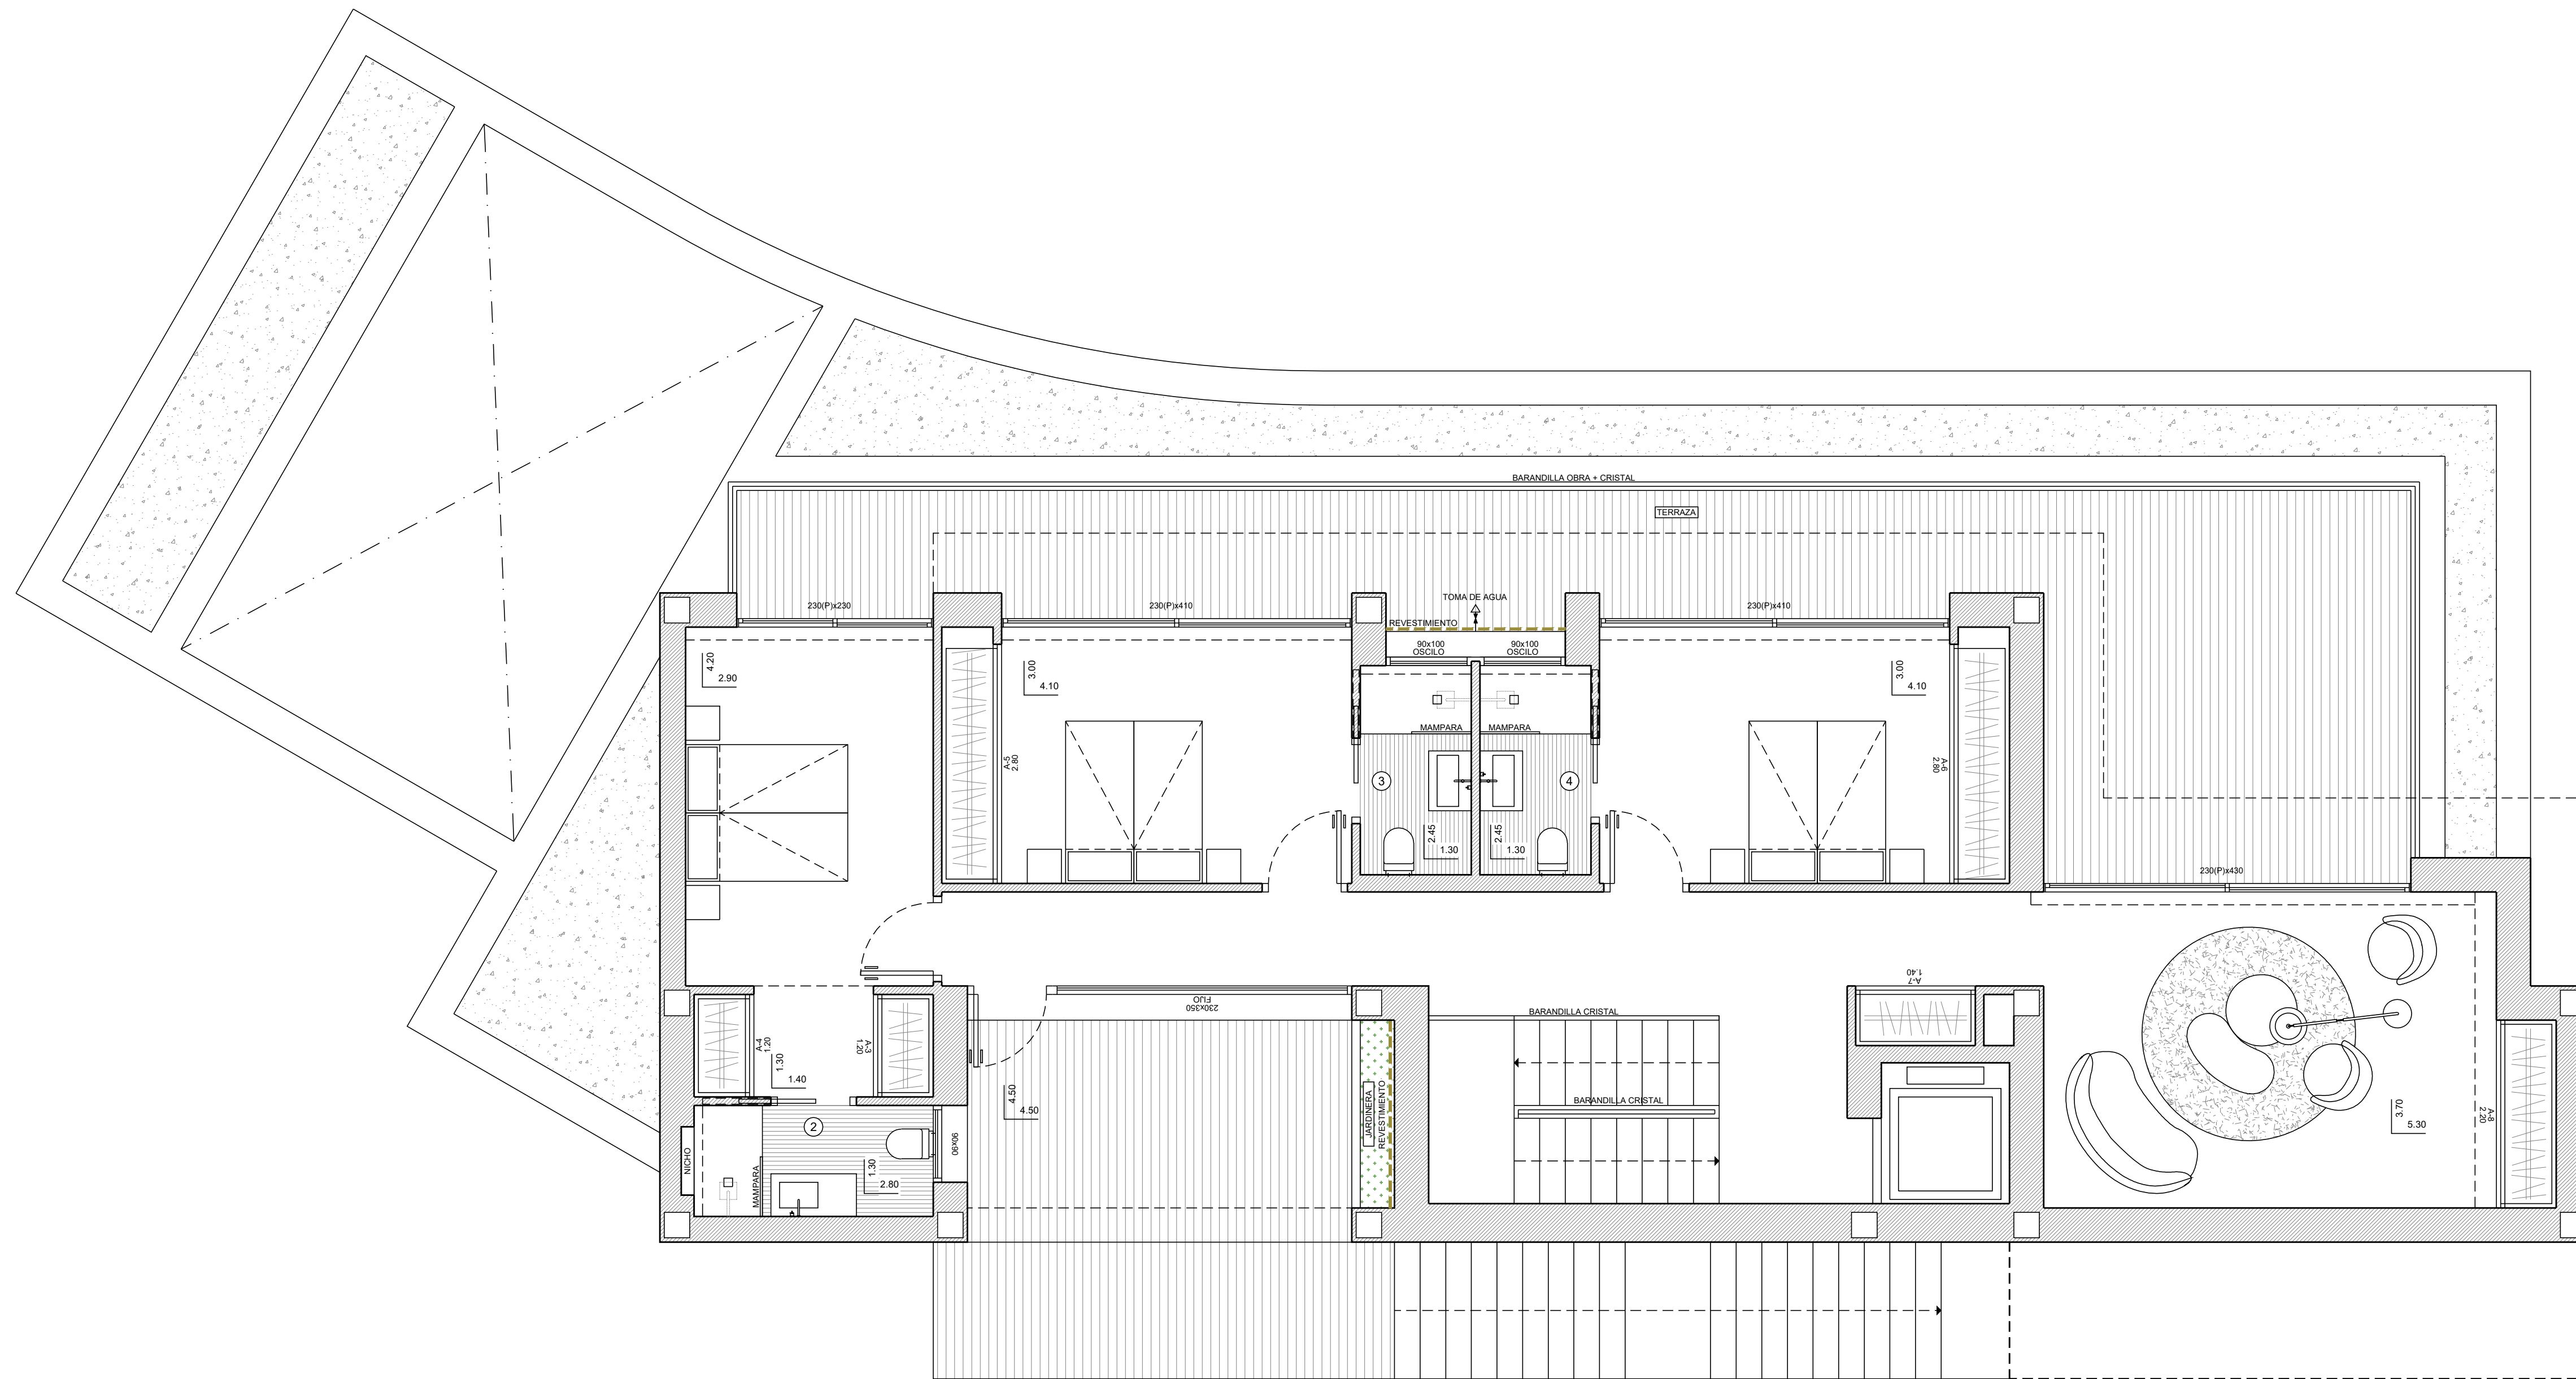 BARANDILLA OBRA + CRISTAL
TERRAZA
230(P)x230
230(P)x410
TOMA DE AGUA
230(P)x410
REVESTIMIENTO
90x100
OSCILO
90x100
OSCILO
4.20
2.90
3.00
4.10
3.00
4.10
MAMPARA
MAMPARA
A-5
2.80
3
4
A-6
2.80
2.45
1.30
2.45
1.30
230(P)x430
A-7
1.40
230x350
FIJO
BARANDILLA CRISTAL
A-4
1.20
A-3
1.20
1.30
1.40
4.50
4.50
BARANDILLA CRISTAL
JARDINERA
REVESTIMIENTO
3.70
5.30
A-8
2.20
2
90x90
NICHO
MAMPARA
1.30
2.80